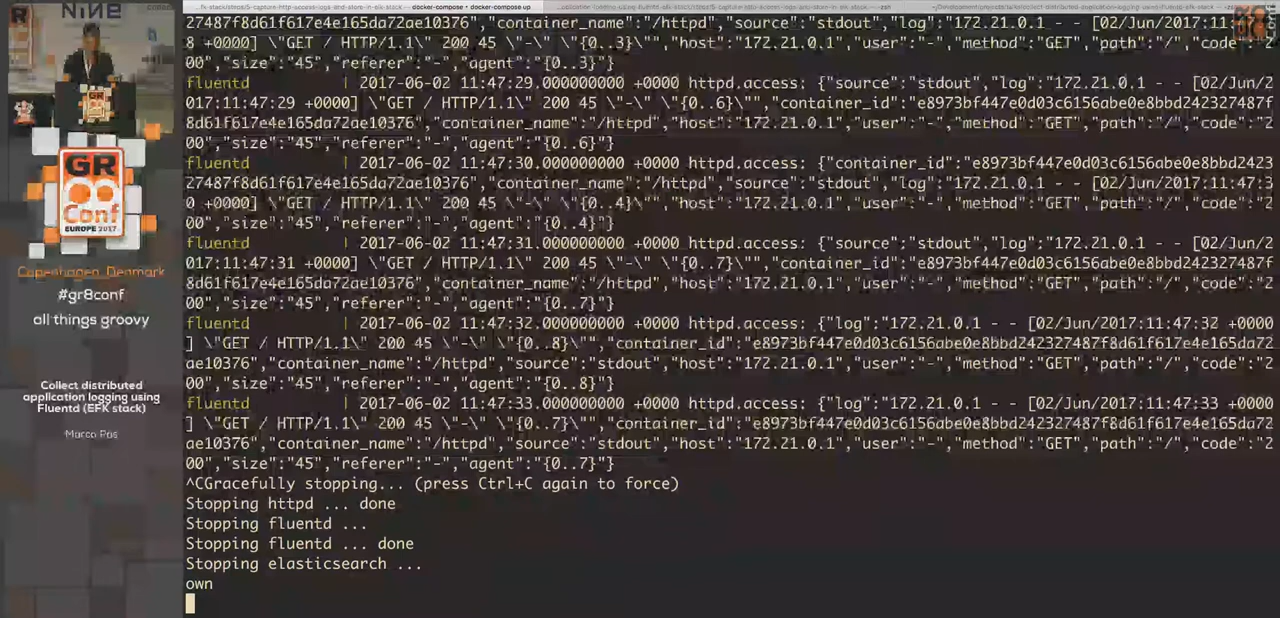 NiNE
GR
Conf
EUROPE 2017
Copenhagen, Denmark
#gr8conf
all things groovy
Collect distributed
application logging using
Fluentd (EFK stack)
Marco Pas
docker-compose • docker-compose up
27487f8d61f617e4e165da72ae10376","container_name":"/httpd","source":"stdout","log":"172.21.0.1 - - [02/Jun/2017:11:47:2
8 +0000] \"GET / HTTP/1.1\" 200 45 \"-\" \"{0..3}\"","host":"172.21.0.1","user":"-","method":"GET","path":"/","code":"2
00","size":"45","referer":"-","agent":"{0..3}"}
fluentd | 2017-06-02 11:47:29.000000000 +0000 httpd.access: {"source":"stdout","log":"172.21.0.1 - - [02/Jun/2
017:11:47:29 +0000] \"GET / HTTP/1.1\" 200 45 \"-\" \"{0..6}\"","container_id":"e8973bf447e0d03c6156abe0e8bbd242327487f
8d61f617e4e165da72ae10376","container_name":"/httpd","host":"172.21.0.1","user":"-","method":"GET","path":"/","code":"2
00","size":"45","referer":"-","agent":"{0..6}"}
fluentd | 2017-06-02 11:47:30.000000000 +0000 httpd.access: {"container_id":"e8973bf447e0d03c6156abe0e8bbd2423
27487f8d61f617e4e165da72ae10376","container_name":"/httpd","source":"stdout","log":"172.21.0.1 - - [02/Jun/2017:11:47:3
0 +0000] \"GET / HTTP/1.1\" 200 45 \"-\" \"{0..4}\"","host":"172.21.0.1","user":"-","method":"GET","path":"/","code":"2
00","size":"45","referer":"-","agent":"{0..4}"}
fluentd | 2017-06-02 11:47:31.000000000 +0000 httpd.access: {"source":"stdout","log":"172.21.0.1 - - [02/Jun/2
017:11:47:31 +0000] \"GET / HTTP/1.1\" 200 45 \"-\" \"{0..7}\"","container_id":"e8973bf447e0d03c6156abe0e8bbd242327487f
8d61f617e4e165da72ae10376","container_name":"/httpd","host":"172.21.0.1","user":"-","method":"GET","path":"/","code":"2
00","size":"45","referer":"-","agent":"{0..7}"}
fluentd | 2017-06-02 11:47:32.000000000 +0000 httpd.access: {"log":"172.21.0.1 - - [02/Jun/2017:11:47:32 +0000
] \"GET / HTTP/1.1\" 200 45 \"-\" \"{0..8}\"","container_id":"e8973bf447e0d03c6156abe0e8bbd242327487f8d61f617e4e165da72
ae10376","container_name":"/httpd","source":"stdout","host":"172.21.0.1","user":"-","method":"GET","path":"/","code":"2
00","size":"45","referer":"-","agent":"{0..8}"}
fluentd | 2017-06-02 11:47:33.000000000 +0000 httpd.access: {"log":"172.21.0.1 - - [02/Jun/2017:11:47:33 +0000
] \"GET / HTTP/1.1\" 200 45 \"-\" \"{0..7}\"","container_id":"e8973bf447e0d03c6156abe0e8bbd242327487f8d61f617e4e165da72
ae10376","container_name":"/httpd","source":"stdout","host":"172.21.0.1","user":"-","method":"GET","path":"/","code":"2
00","size":"45","referer":"-","agent":"{0..7}"}
^CGracefully stopping... (press Ctrl+C again to force)
Stopping httpd ... done
Stopping fluentd ...
Stopping fluentd ... done
Stopping elasticsearch ...
own